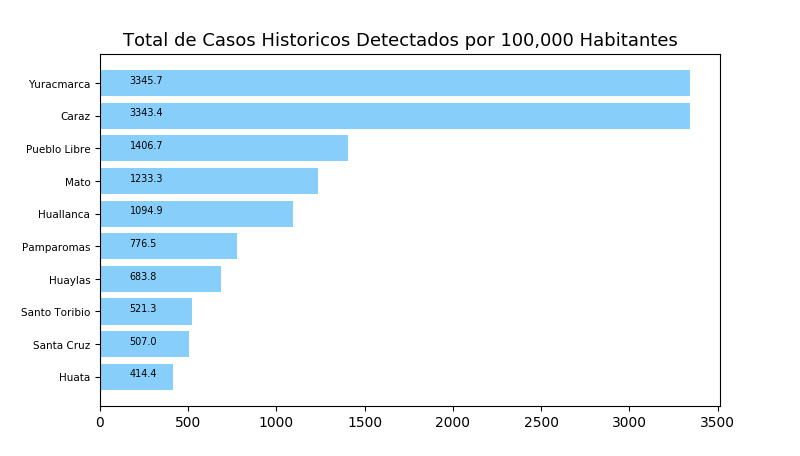 Total de Casos Historicos Detectados por 100,000 Habitantes
Yuracmarca 3345.7
Caraz 3343.4
Pueblo Libre 1406.7
Mato 1233.3
Huallanca 1094.9
Pamparomas 776.5
Huaylas 683.8
Santo Toribio 521.3
Santa Cruz 507.0
Huata 414.4
0 500 1000 1500 2000 2500 3000 3500